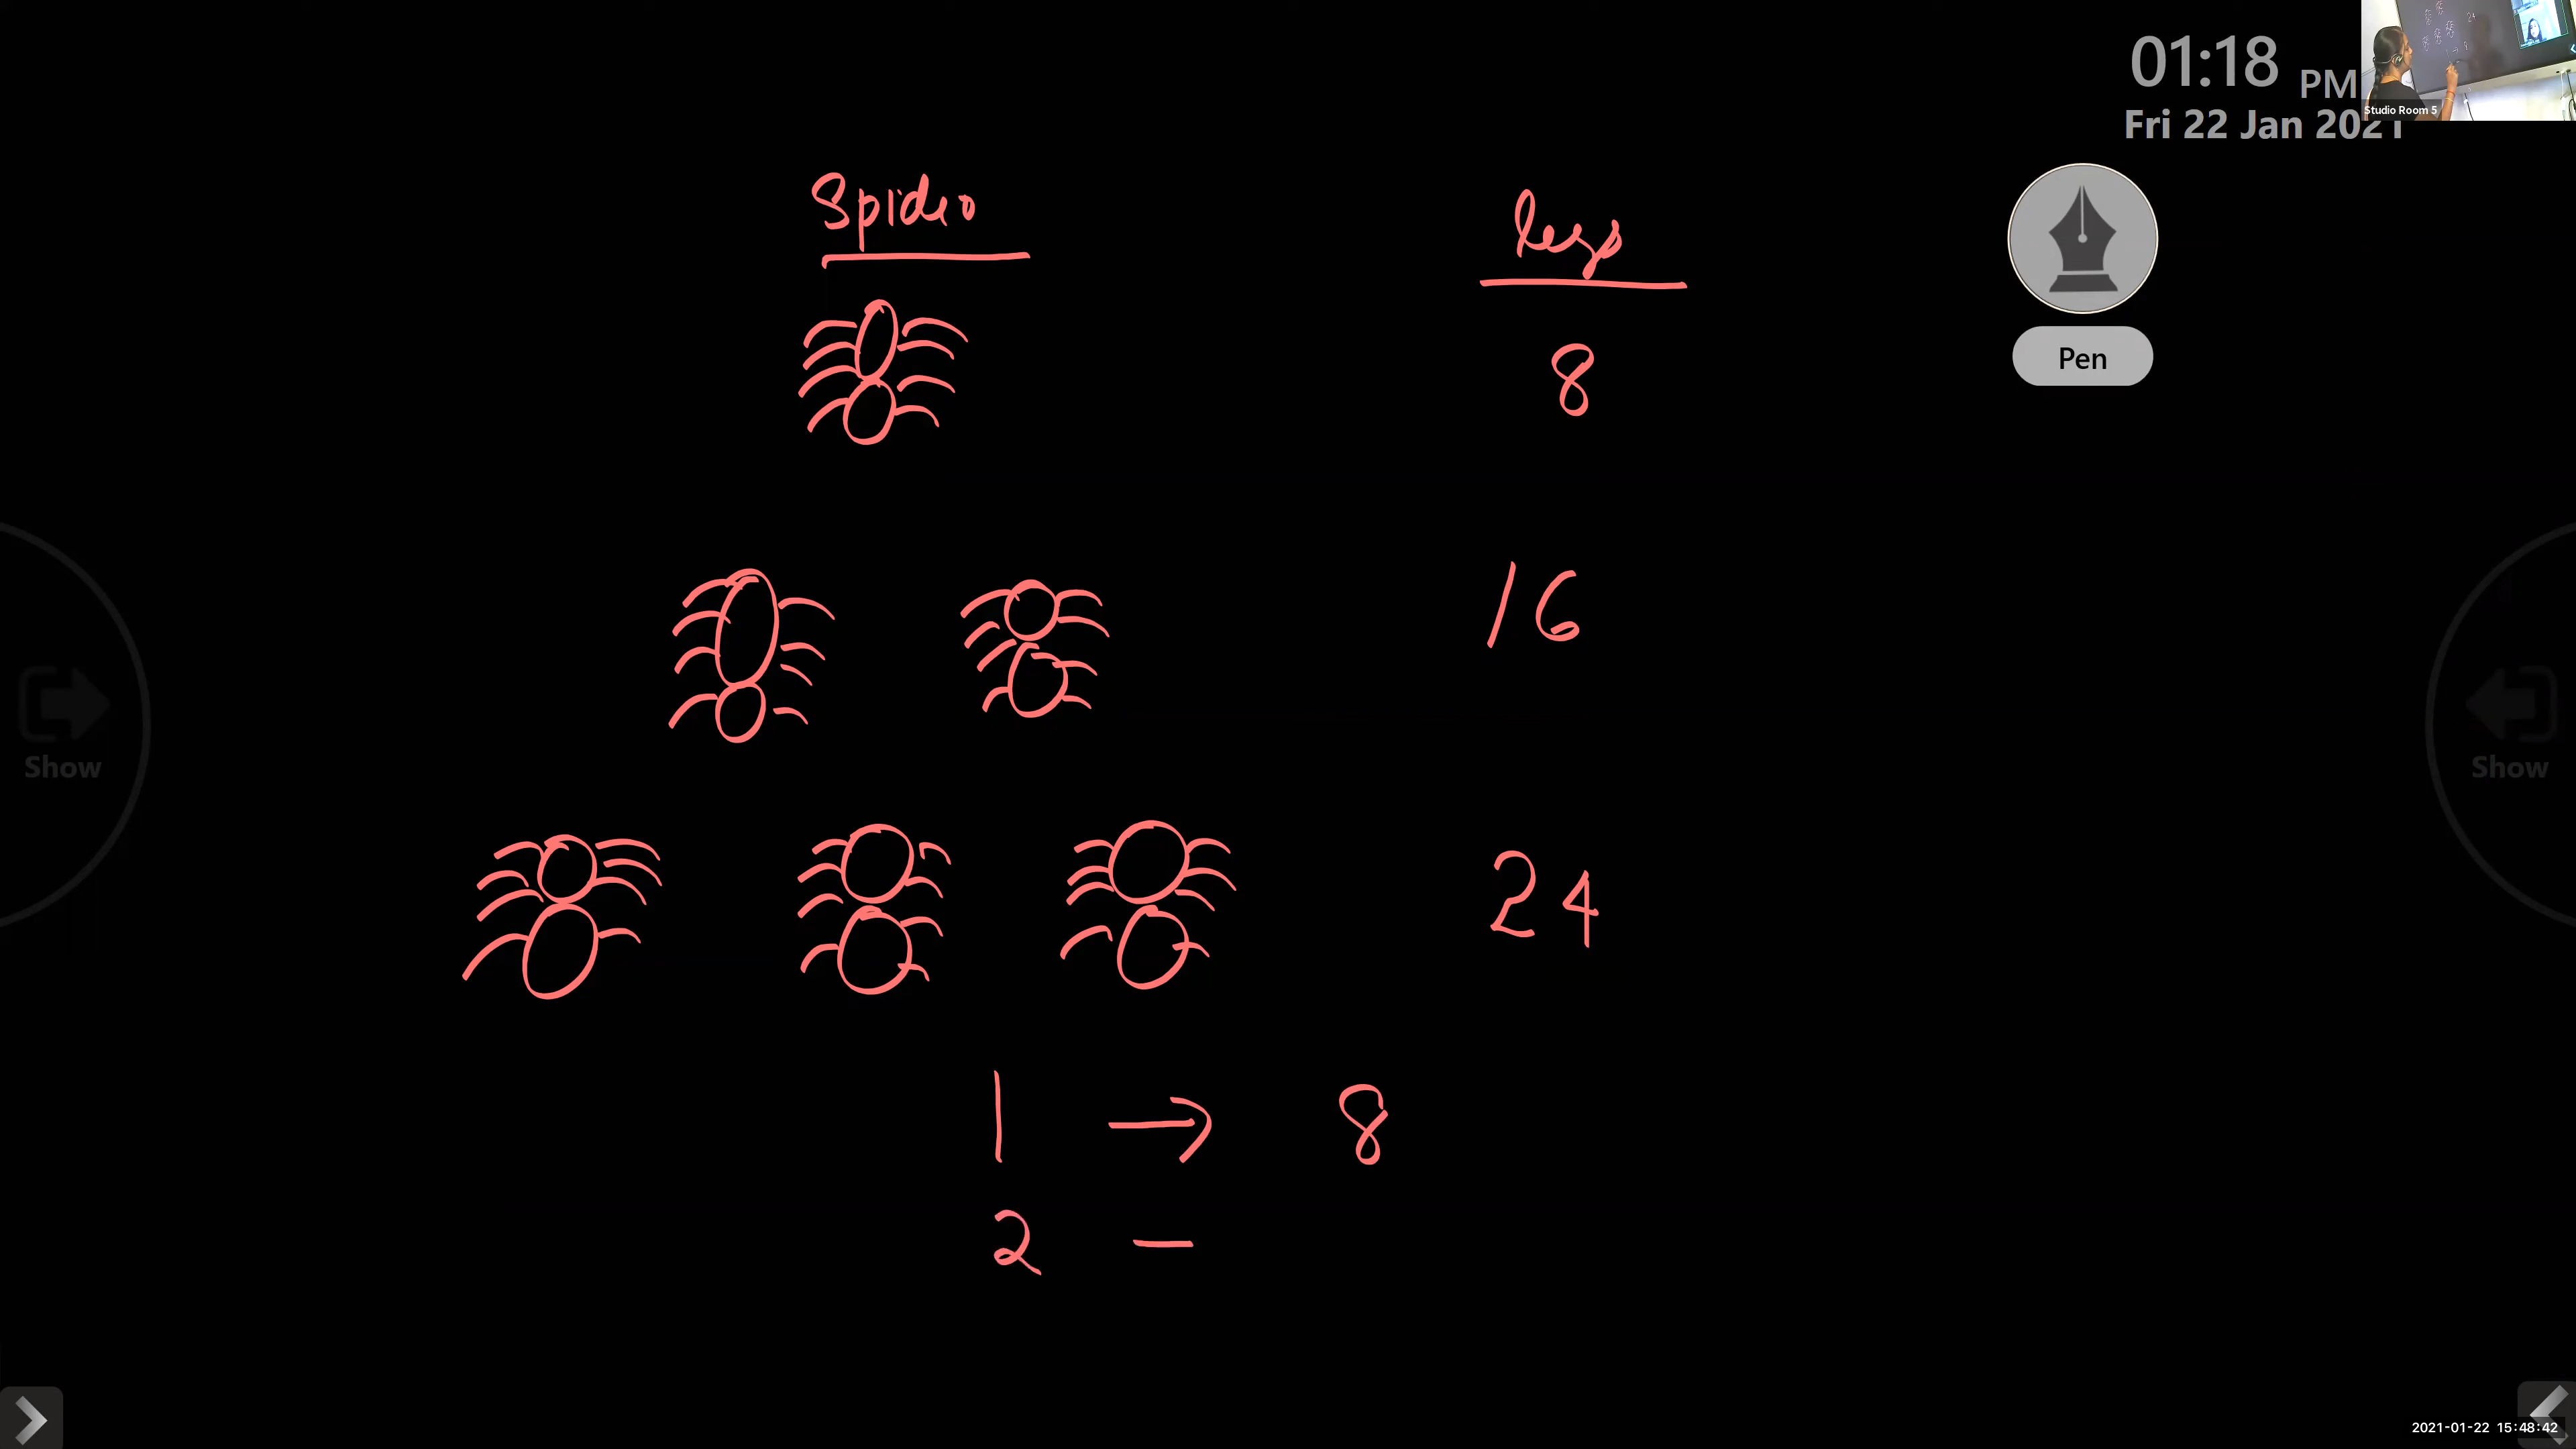 01:18 PM
Studio Room 5
Fri 22 Jan 2021
Spider
legs
8
Pen
16
Show
Show
24
1 → 8
2 -
2021-01-22 15:48:42